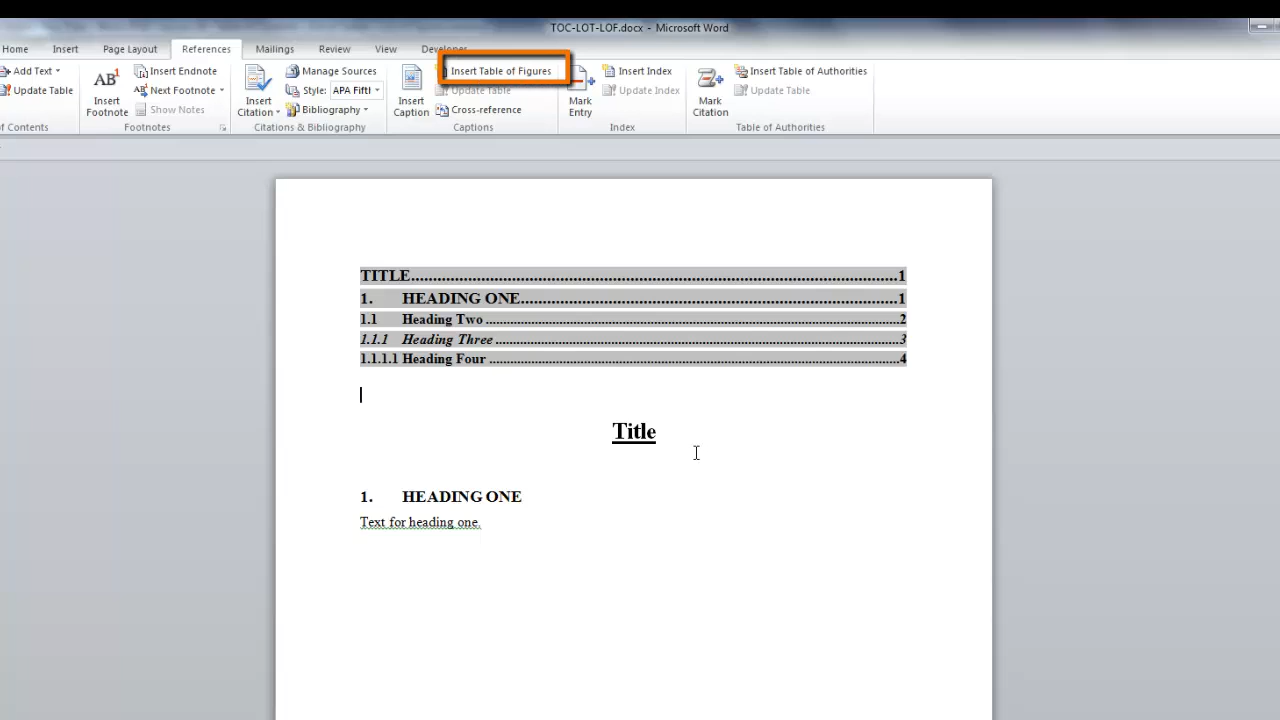 TOC-LOT-LOF.docx - Microsoft Word
Home Insert Page Layout References Mailings Review View Developer
Add Text Insert Endnote Manage Sources Insert Table of Figures Insert Index Insert Table of Authorities
Update Table AB1 Insert Footnote Next Footnote Insert Citation Style: APA Fifth Insert Caption Update Table Mark Entry Update Index Mark Citation Update Table
Show Notes Bibliography Cross-reference
of Contents Footnotes Citations & Bibliography Captions Index Table of Authorities
TITLE.....1
1. HEADING ONE.....1
1.1 Heading Two.....2
1.1.1 Heading Three.....3
1.1.1.1 Heading Four.....4
Title
1. HEADING ONE
Text for heading one.